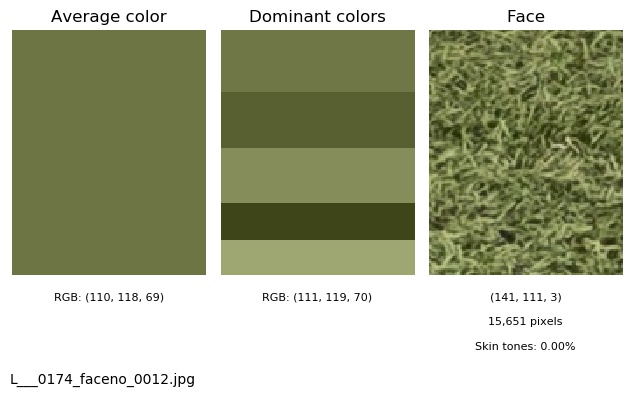 Average color
Dominant colors
Face
RGB: (110, 118, 69)
RGB: (111, 119, 70)
(141, 111, 3)
15,651 pixels
Skin tones: 0.00%
L___0174_faceno_0012.jpg